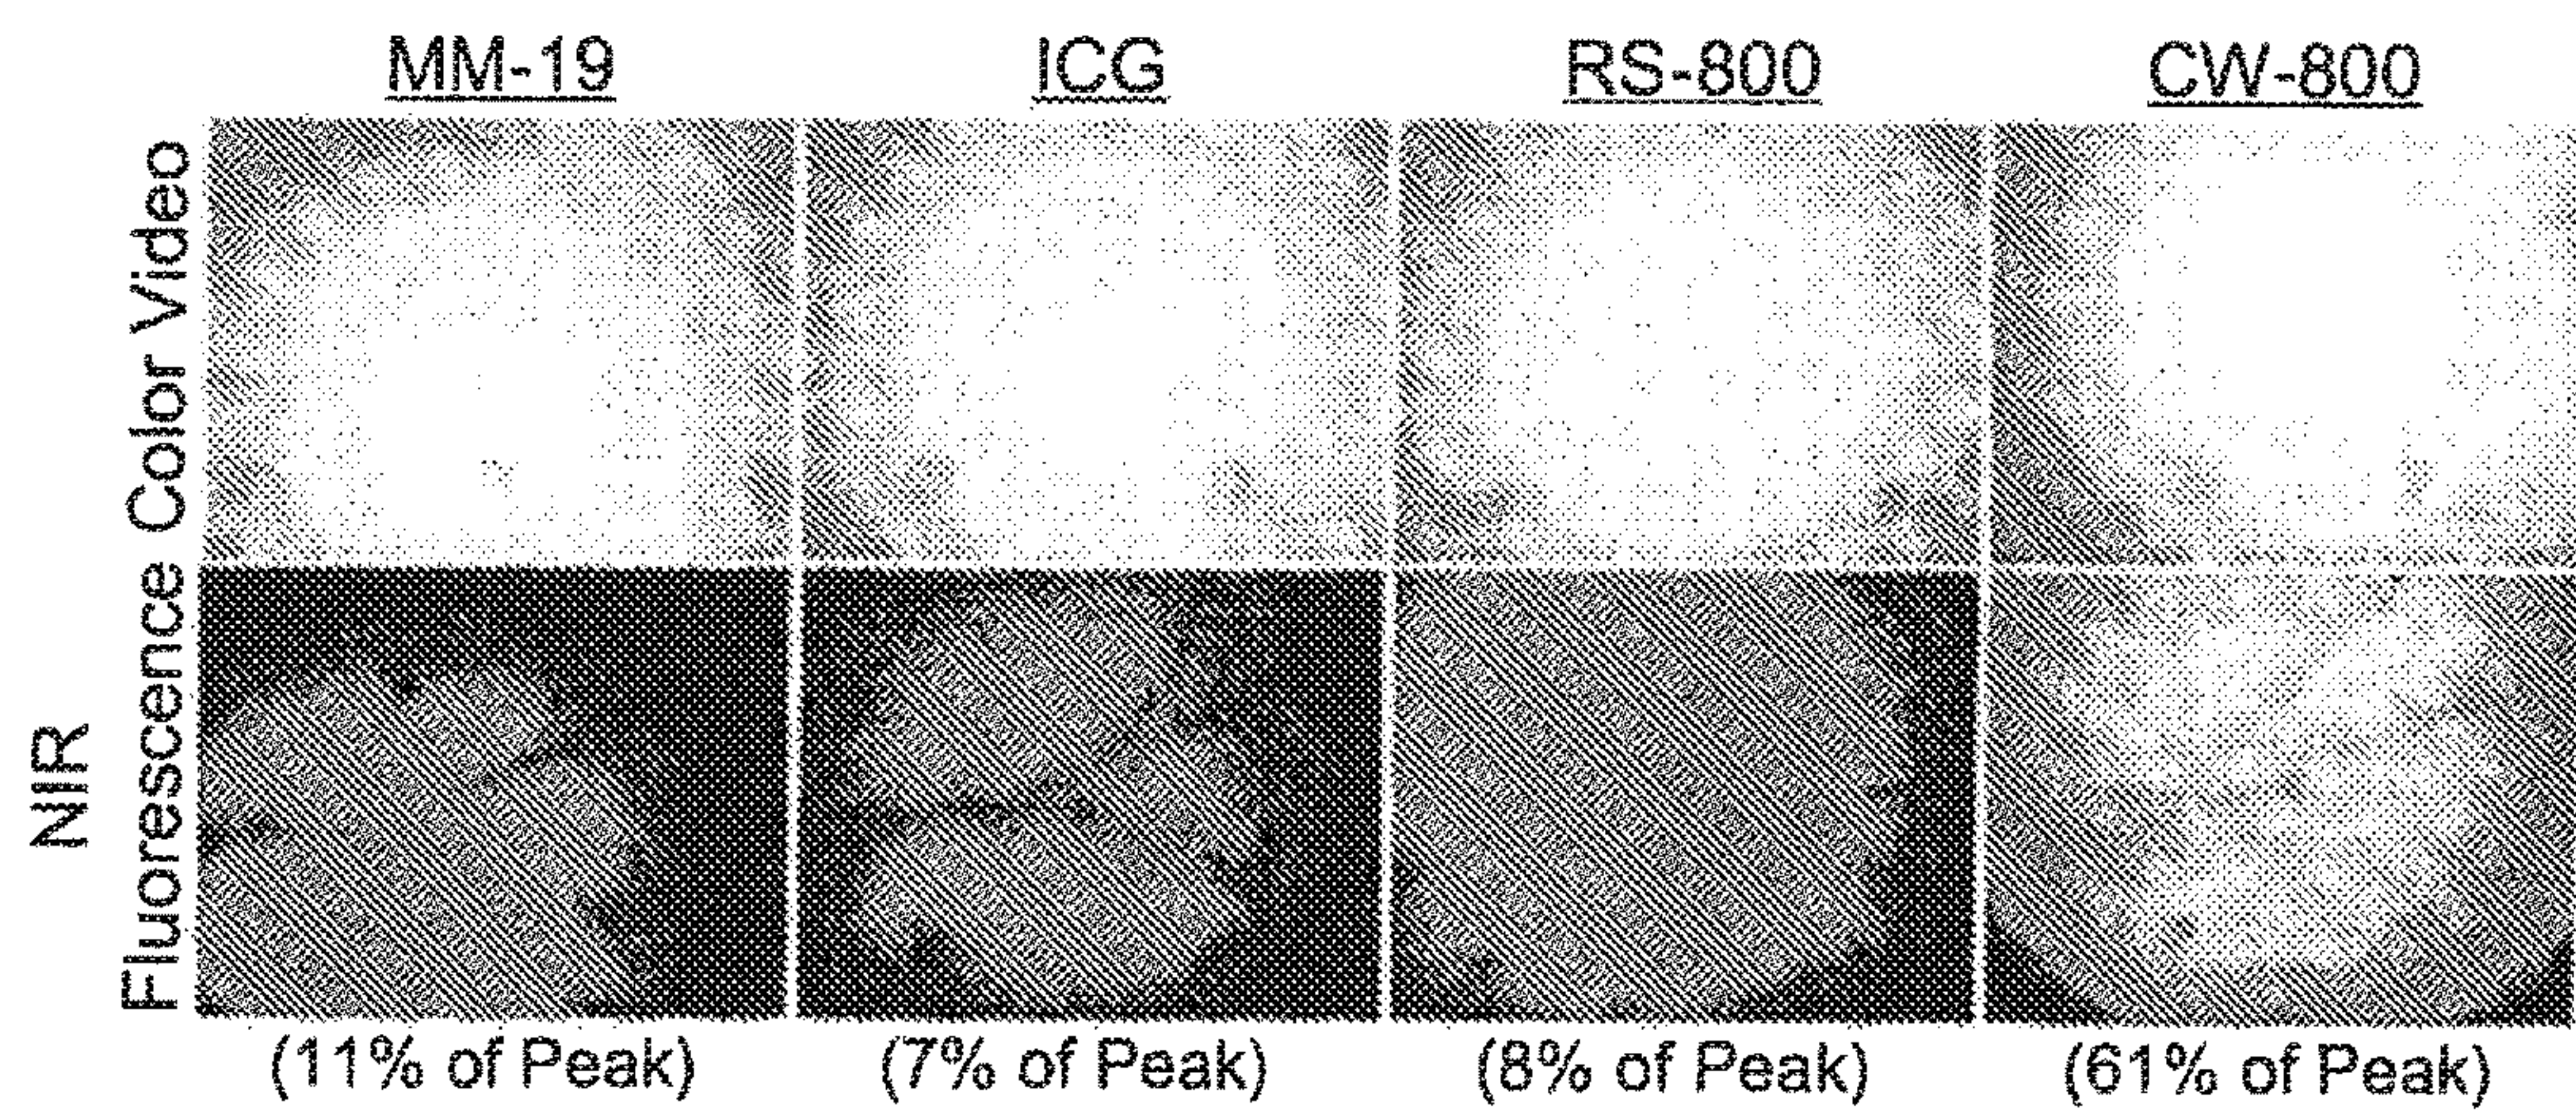 MM-19 ICG RS-800 CW-800
Color Video
NIR
Fluorescence
(11% of Peak) (7% of Peak) (8% of Peak) (61% of Peak)